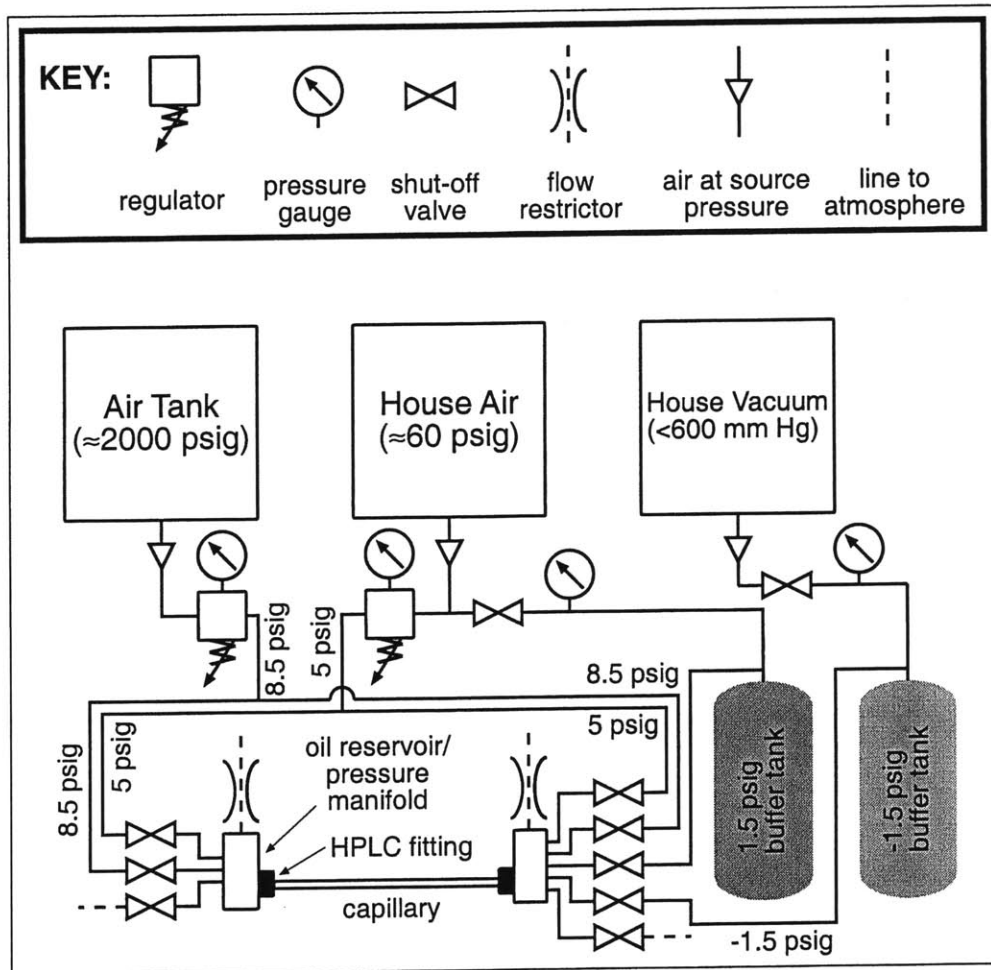 KEY:
regulator
pressure
gauge
shut-off
valve
flow
restrictor
air at source
pressure
line to
atmosphere
Air Tank
(≈2000 psig)
House Air
(≈60 psig)
House Vacuum
(<600 mm Hg)
8.5 psig
5 psig
8.5 psig
5 psig
8.5 psig
5 psig
oil reservoir/
pressure
manifold
HPLC fitting
capillary
1.5 psig
buffer tank
-1.5 psig
buffer tank
-1.5 psig